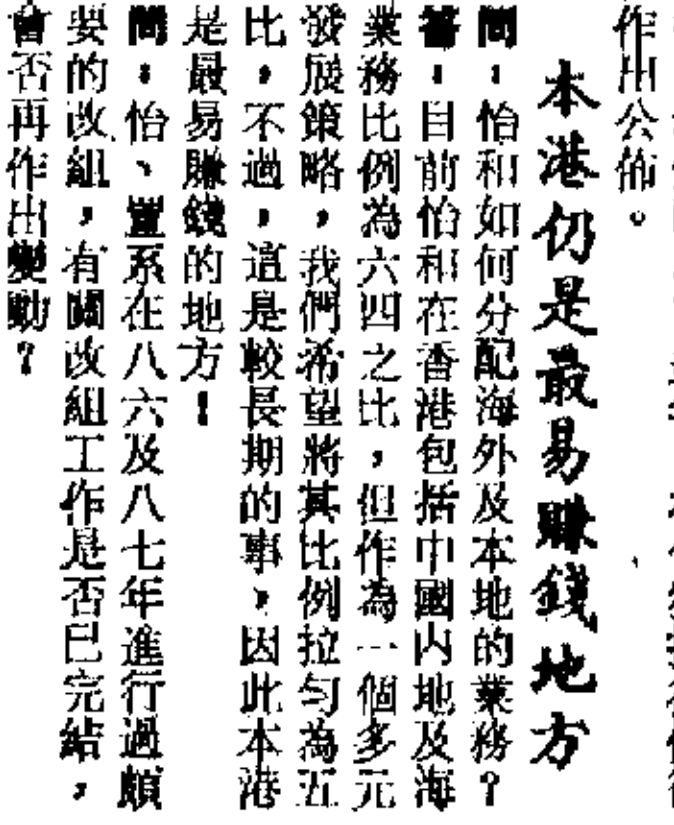 作出公佈。
本港仍是最易賺錢地方
問：怡和如何分配海外及本地的業務？
答：目前怡和在香港包括中國內地及海
業務比例為六四之比，但作為一個多元
發展策略，我們希望將其比例拉勻為五
比，不過，這是較長期的事，因此本港
是最易賺錢的地方！
問：怡、置系在八六及八七年進行過頗
要的改組，有關改組工作是否已完結，
會否再作出變動？